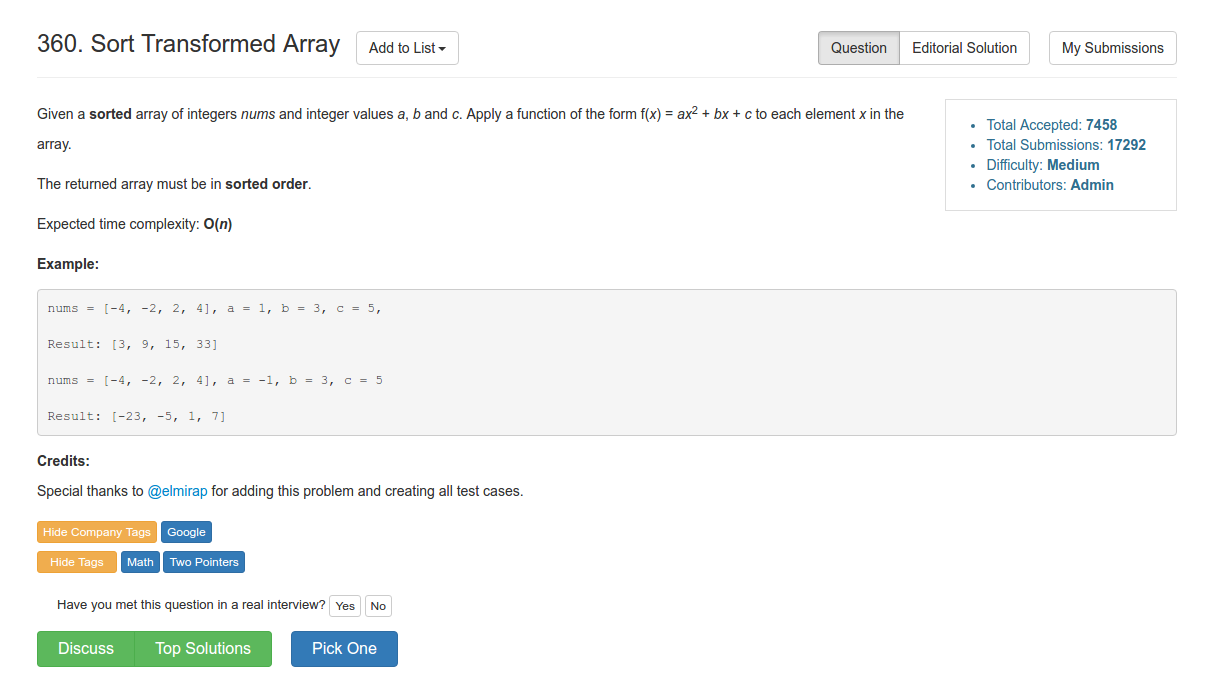 360. Sort Transformed Array
Add to List
Question
Editorial Solution
My Submissions
Given a sorted array of integers nums and integer values a, b and c. Apply a function of the form f(x) = ax² + bx + c to each element x in the
array.
The returned array must be in sorted order.
Expected time complexity: O(n)
Total Accepted: 7458
Total Submissions: 17292
Difficulty: Medium
Contributors: Admin
Example:
nums = [-4, -2, 2, 4], a = 1, b = 3, c = 5,
Result: [3, 9, 15, 33]
nums = [-4, -2, 2, 4], a = -1, b = 3, c = 5
Result: [-23, -5, 1, 7]
Credits:
Special thanks to @elmirap for adding this problem and creating all test cases.
Hide Company Tags Google
Hide Tags Math Two Pointers
Have you met this question in a real interview? Yes No
Discuss Top Solutions Pick One